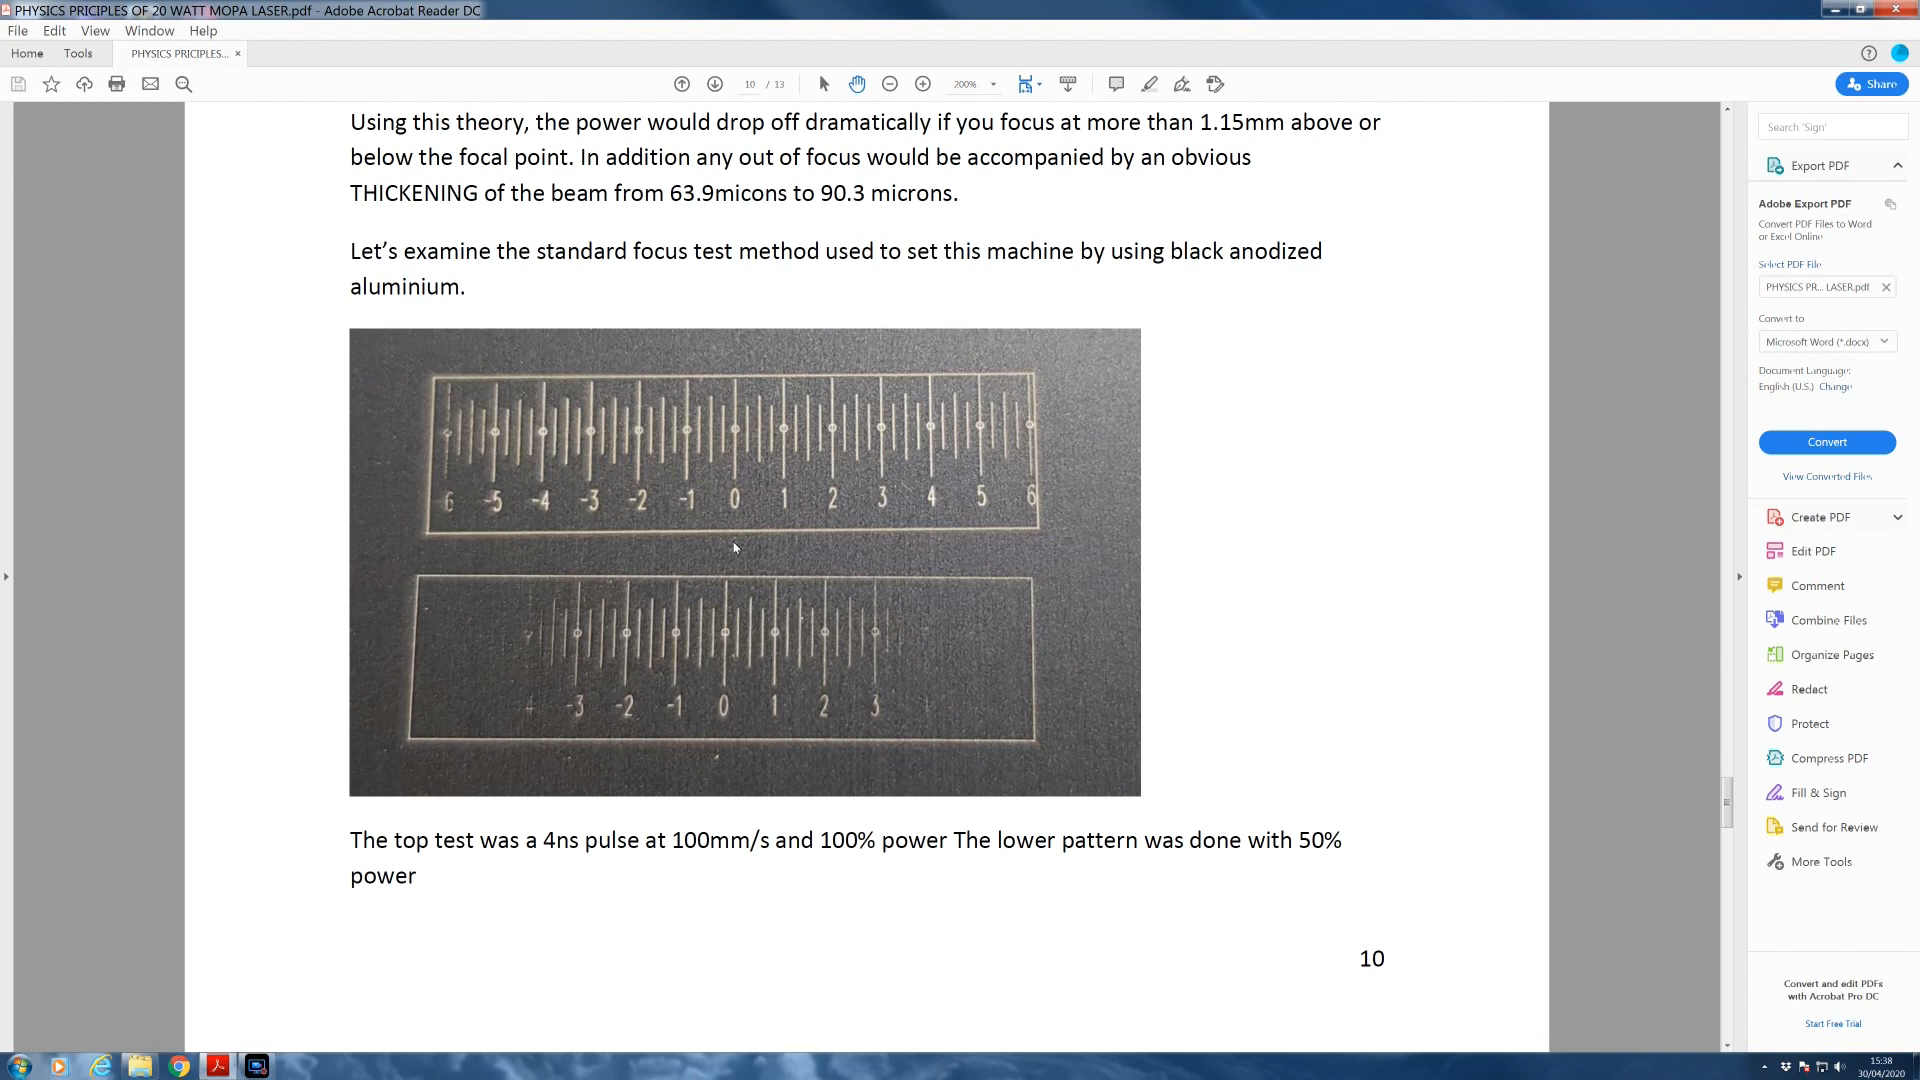 PHYSICS PRICIPLES OF 20 WATT MOPA LASER.pdf - Adobe Acrobat Reader DC
File Edit View Window Help
Home Tools PHYSICS PRICIPLES... ×
10 / 13 200% Share
Using this theory, the power would drop off dramatically if you focus at more than 1.15mm above or
below the focal point. In addition any out of focus would be accompanied by an obvious
THICKENING of the beam from 63.9micons to 90.3 microns.
Let's examine the standard focus test method used to set this machine by using black anodized
aluminium.
-6 -5 -4 -3 -2 -1 0 1 2 3 4 5 6
4 -3 -2 -1 0 1 2 3
The top test was a 4ns pulse at 100mm/s and 100% power The lower pattern was done with 50%
power
10
Search 'Sign'
Export PDF
Adobe Export PDF
Convert PDF Files to Word
or Excel Online
Select PDF File
PHYSICS PR... LASER.pdf
Convert to
Microsoft Word (*.docx)
Document Language:
English (U.S.) Change
Convert
View Converted Files
Create PDF
Edit PDF
Comment
Combine Files
Organize Pages
Redact
Protect
Compress PDF
Fill & Sign
Send for Review
More Tools
Convert and edit PDFs
with Acrobat Pro DC
Start Free Trial
15:38
30/04/2020